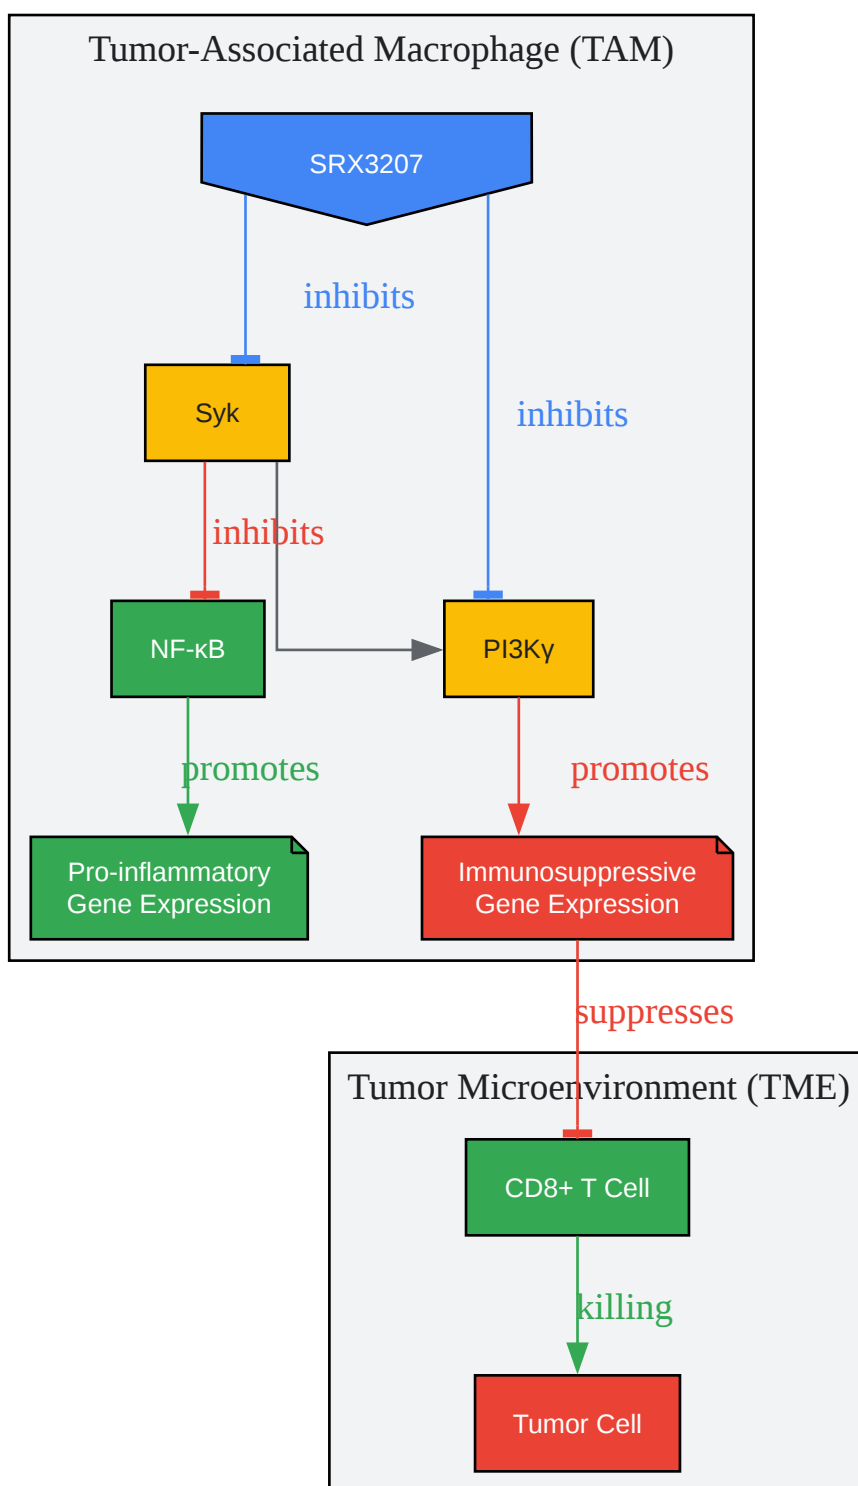 Tumor-Associated Macrophage (TAM)
SRX3207
inhibits
Syk
inhibits
inhibits
NF-κB
PI3Kγ
promotes
promotes
Pro-inflammatory
Gene Expression
Immunosuppressive
Gene Expression
suppresses
Tumor Microenvironment (TME)
CD8+ T Cell
killing
Tumor Cell